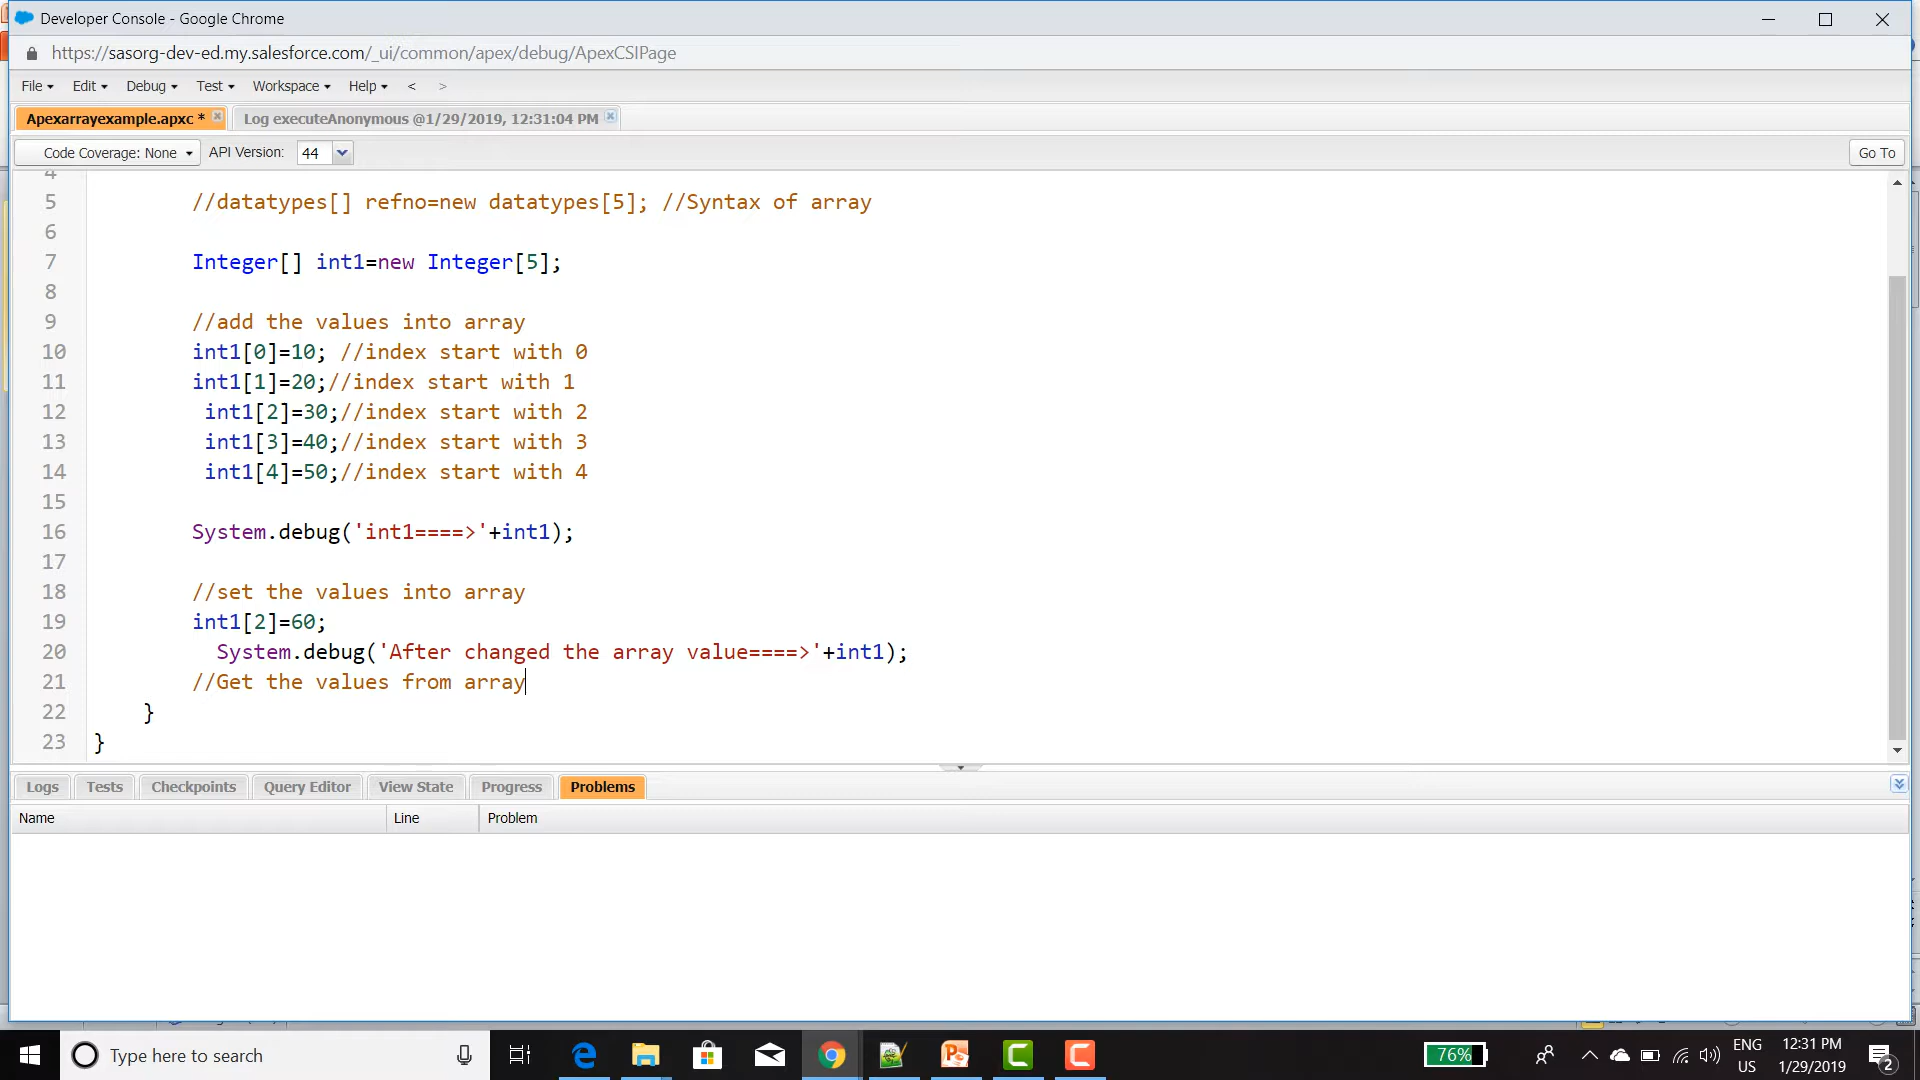 Developer Console - Google Chrome
https://sasorg-dev-ed.my.salesforce.com/_ui/common/apex/debug/ApexCSIPage
File Edit Debug Test Workspace Help < >
Apexarrayexample.apxc * Log executeAnonymous @1/29/2019, 12:31:04 PM
Code Coverage: None API Version: 44 Go To
4
5 //datatypes[] refno=new datatypes[5]; //Syntax of array
6
7 Integer[] int1=new Integer[5];
8
9 //add the values into array
10 int1[0]=10; //index start with 0
11 int1[1]=20;//index start with 1
12 int1[2]=30;//index start with 2
13 int1[3]=40;//index start with 3
14 int1[4]=50;//index start with 4
15
16 System.debug('int1====>'+int1);
17
18 //set the values into array
19 int1[2]=60;
20 System.debug('After changed the array value====>'+int1);
21 //Get the values from array
22 }
23 }
Logs Tests Checkpoints Query Editor View State Progress Problems
Name Line Problem
Type here to search 76% ENG 12:31 PM
US 1/29/2019 2